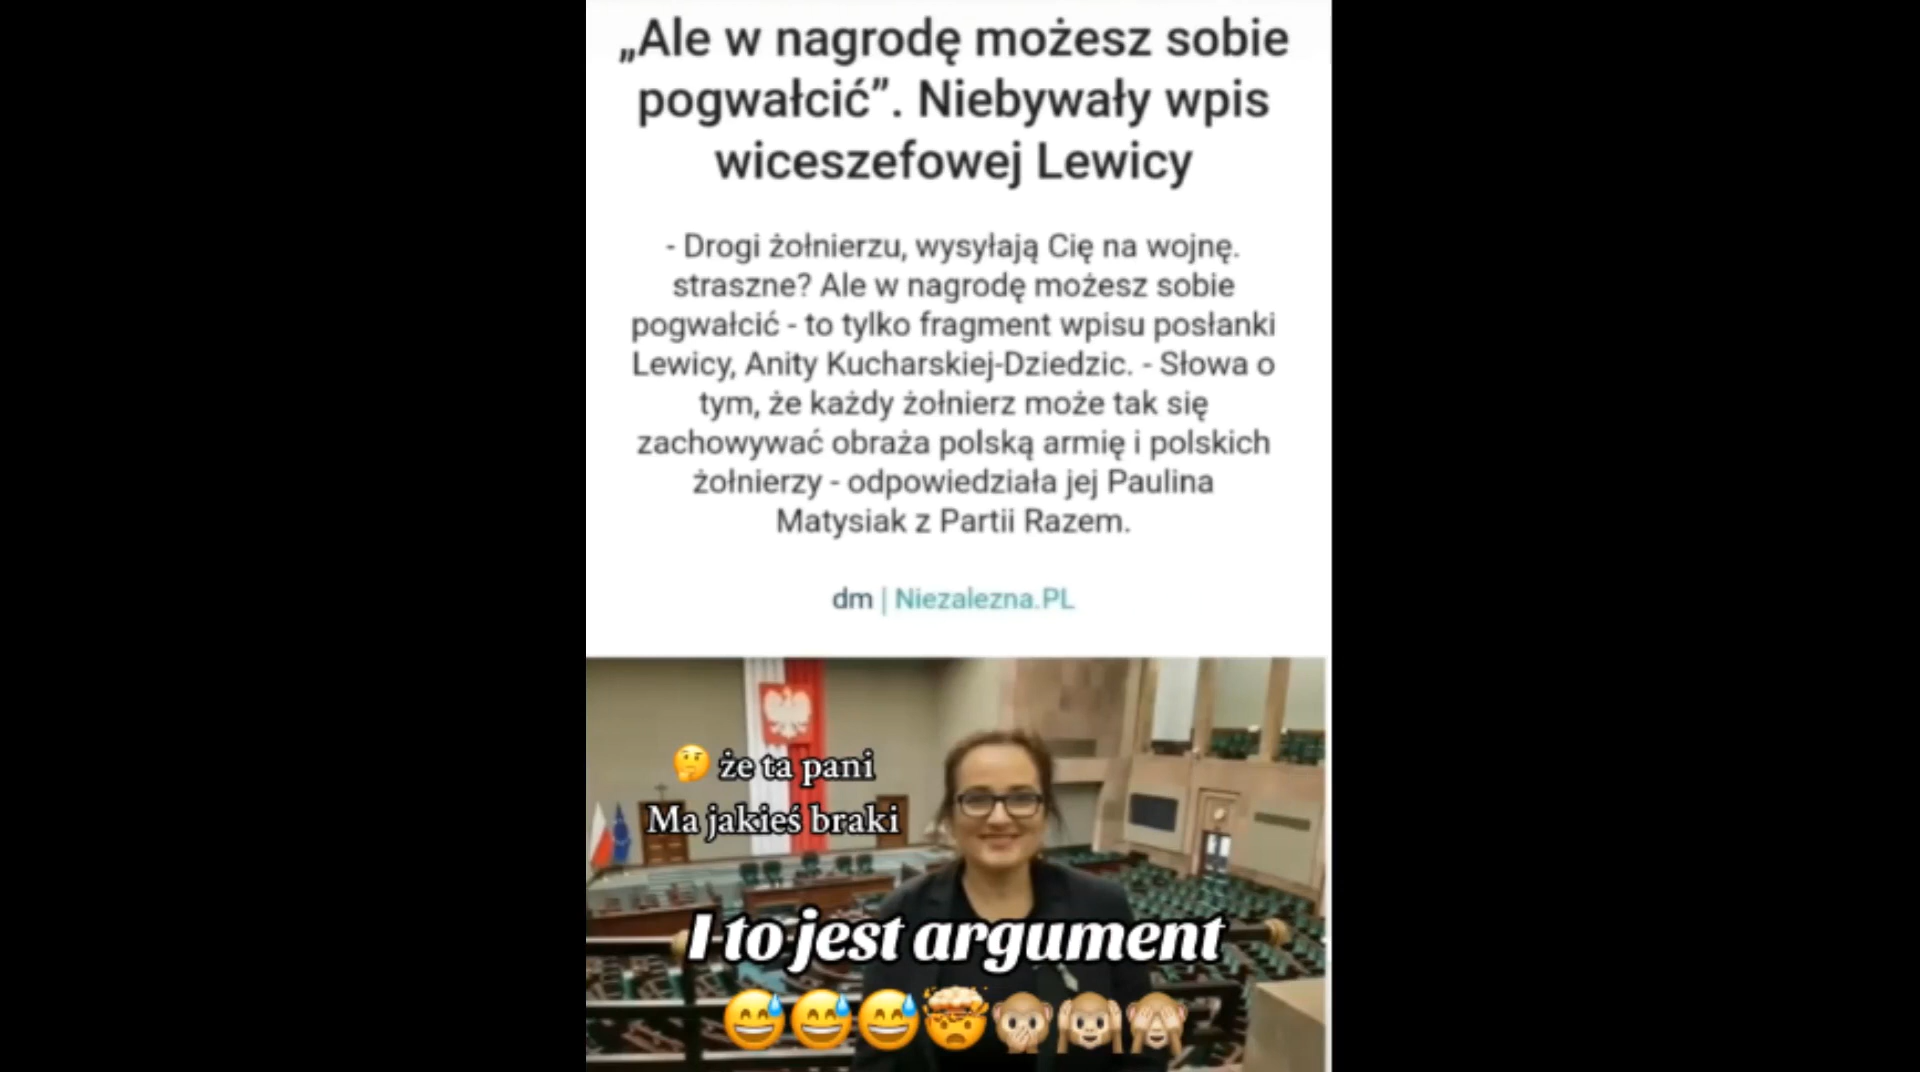 „Ale w nagrodę możesz sobie
pogwałcić”. Niebywały wpis
wiceszefowej Lewicy
- Drogi żołnierzu, wysyłają Cię na wojnę.
straszne? Ale w nagrodę możesz sobie
pogwałcić - to tylko fragment wpisu posłanki
Lewicy, Anity Kucharskiej-Dziedzic. - Słowa o
tym, że każdy żołnierz może tak się
zachowywać obraża polską armię i polskich
żołnierzy - odpowiedziała jej Paulina
Matysiak z Partii Razem.
dm | Niezalezna.PL
🤔 że ta pani
Ma jakieś braki
I to jest argument
😅😅😅🤯🙊🙉🙈